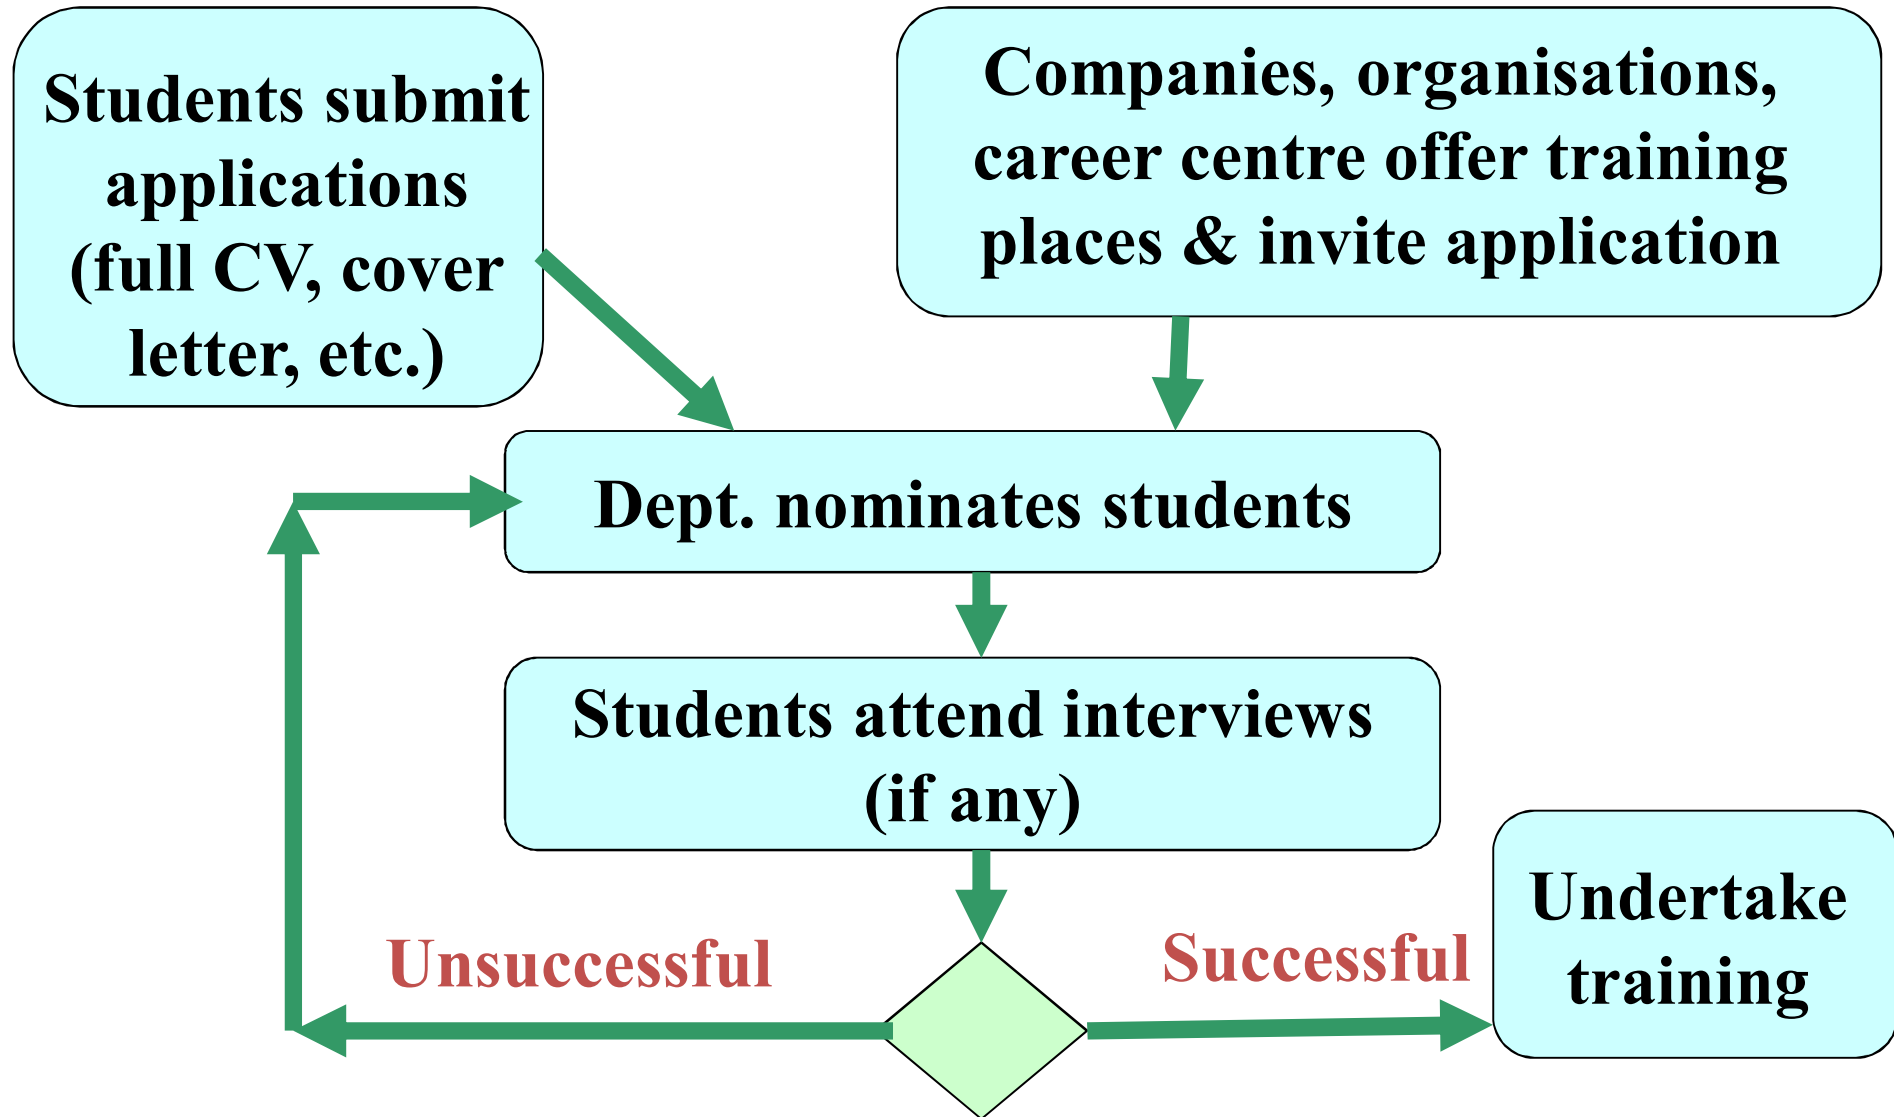 Students submit
applications
(full CV, cover
letter, etc.)
Companies, organisations,
career centre offer training
places & invite application
Dept. nominates students
Students attend interviews
(if any)
Unsuccessful
Successful
Undertake
training